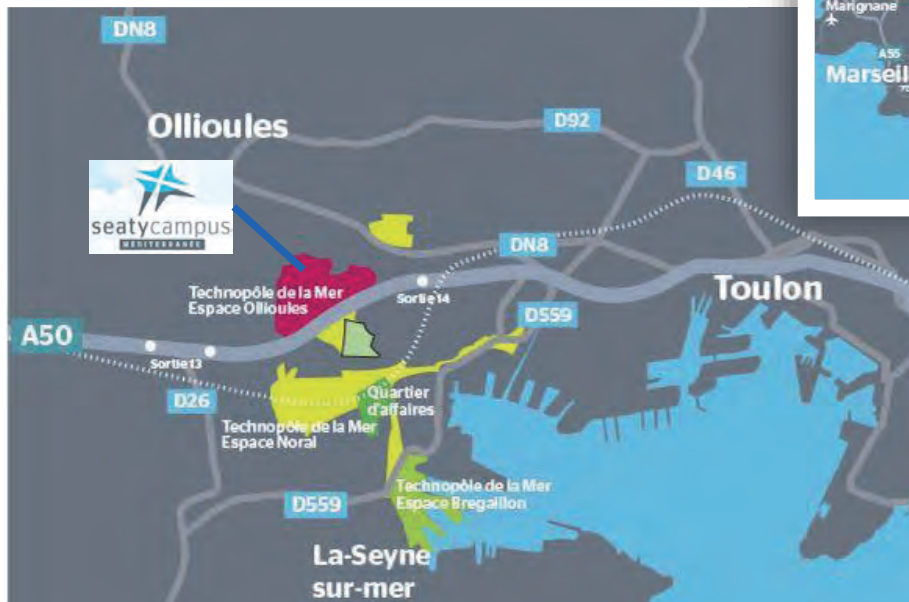 Marignane
A55
Marseil
DN8
Ollioules
D92
D46
seatycampus
MÉDITERRANÉE
DN8
Technopôle de la Mer
Espace Ollioules
Sortie 14
Toulon
D559
A50
Sortie 13
D26
Quartier
d'affaires
Technopôle de la Mer
Espace Noral
Technopôle de la Mer
Espace Bregaillon
D559
La-Seyne
sur-mer